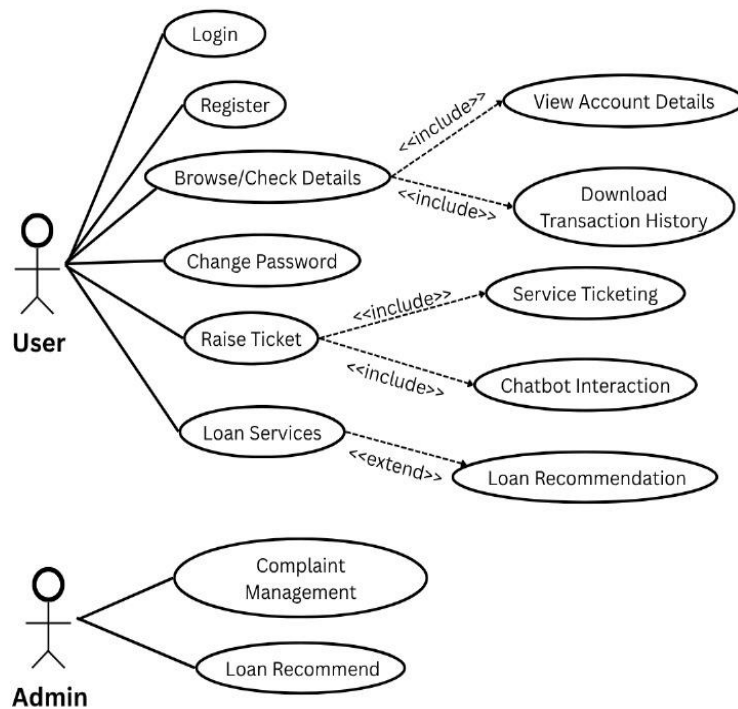 Login
Register
Browse/Check Details
<<include>>
View Account Details
<<include>>
Download
Transaction History
Change Password
User
Raise Ticket
<<include>>
Service Ticketing
<<include>>
Chatbot Interaction
Loan Services
<<extend>>
Loan Recommendation
Complaint
Management
Loan Recommend
Admin